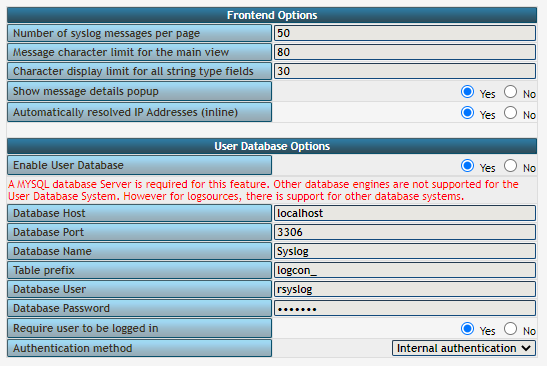 Frontend Options
Number of syslog messages per page 50
Message character limit for the main view 80
Character display limit for all string type fields 30
Show message details popup Yes No
Automatically resolved IP Addresses (inline) Yes No
User Database Options
Enable User Database Yes No
A MYSQL database Server is required for this feature. Other database engines are not supported for the
User Database System. However for logsources, there is support for other database systems.
Database Host localhost
Database Port 3306
Database Name Syslog
Table prefix logcon_
Database User rsyslog
Database Password •••••••
Require user to be logged in Yes No
Authentication method Internal authentication